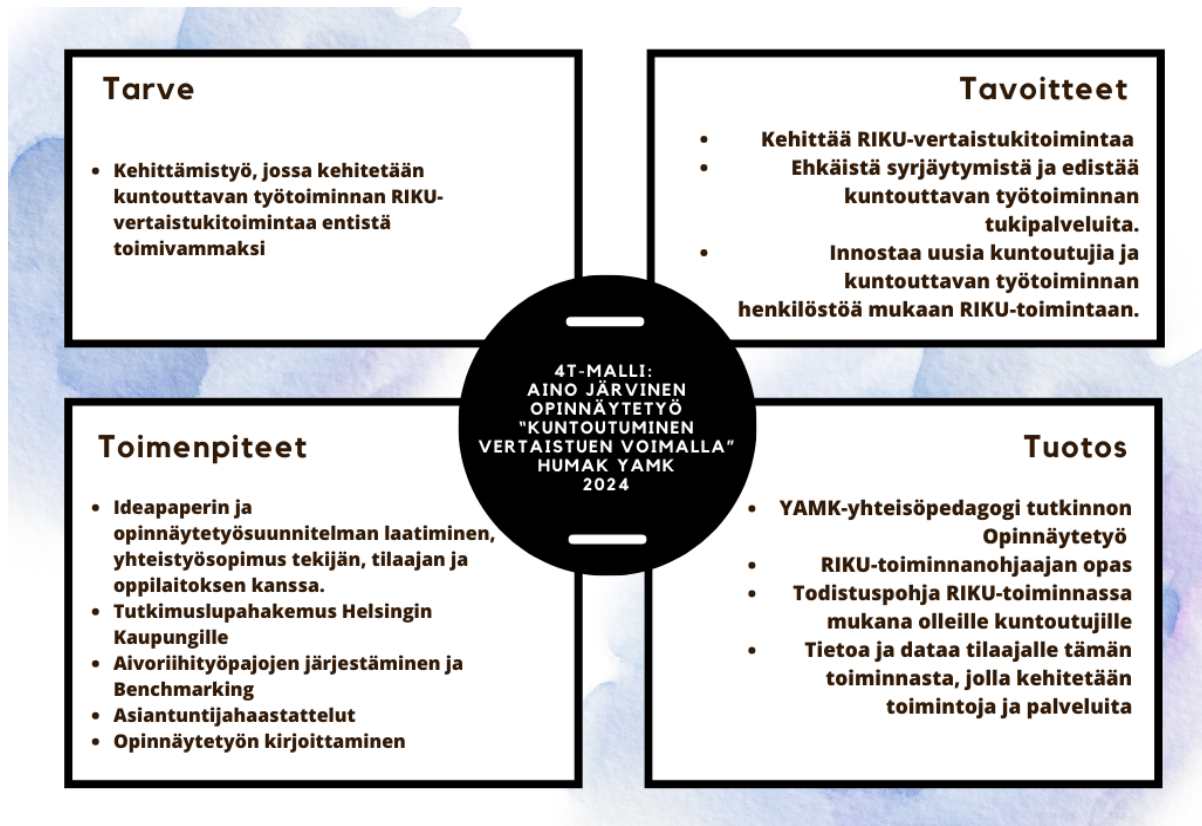 Tarve
• Kehittämistyö, jossa kehitetään
kuntouttavan työtoiminnan RIKU-
vertaistukitoimintaa entistä
toimivammaksi
Tavoitteet
• Kehittää RIKU-vertaistukitoimintaa
• Ehkäistä syrjäytymistä ja edistää
kuntouttavan työtoiminnan
tukipalveluita.
• Innostaa uusia kuntoutujia ja
kuntouttavan työtoiminnan
henkilöstöä mukaan RIKU-toimintaan.
4T-MALLI:
AINO JÄRVINEN
OPINNÄYTETYÖ
"KUNTOUTUMINEN
VERTAISTUEN VOIMALLA"
HUMAK YAMK
2024
Toimenpiteet
• Ideapaperin ja
opinnäytetyösuunnitelman laatiminen,
yhteistyösopimus tekijän, tilaajan ja
oppilaitoksen kanssa.
• Tutkimuslupahakemus Helsingin
Kaupungille
• Aivoriihityöpajojen järjestäminen ja
Benchmarking
• Asiantuntijahaastattelut
• Opinnäytetyön kirjoittaminen
Tuotos
• YAMK-yhteisöpedagogi tutkinnon
Opinnäytetyö
• RIKU-toiminnanohjaajan opas
• Todistuspohja RIKU-toiminnassa
mukana olleille kuntoutujille
• Tietoa ja dataa tilaajalle tämän
toiminnasta, jolla kehitetään
toimintoja ja palveluita